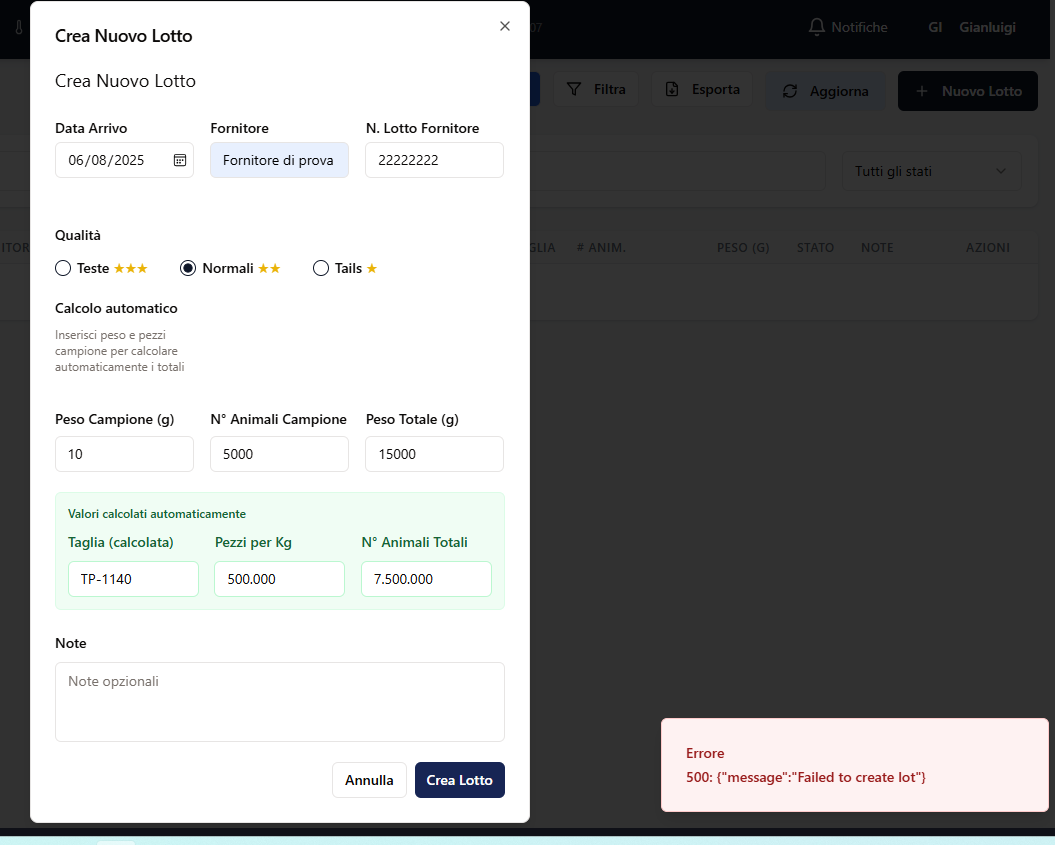 07
Notifiche
GI
Gianluigi
Crea Nuovo Lotto
Crea Nuovo Lotto
Filtra
Esporta
Aggiorna
Nuovo Lotto
Data Arrivo
Fornitore
N. Lotto Fornitore
06/08/2025
Fornitore di prova
22222222
Tutti gli stati
ITOR
GLIA
# ANIM.
PESO (G)
STATO
NOTE
AZIONI
Qualità
Teste ★★★
Normali ★★
Tails ★
Calcolo automatico
Inserisci peso e pezzi
campione per calcolare
automaticamente i totali
Peso Campione (g)
N° Animali Campione
Peso Totale (g)
10
5000
15000
Valori calcolati automaticamente
Taglia (calcolata)
Pezzi per Kg
N° Animali Totali
TP-1140
500.000
7.500.000
Note
Note opzionali
Annulla
Crea Lotto
Errore
500: {"message":"Failed to create lot"}